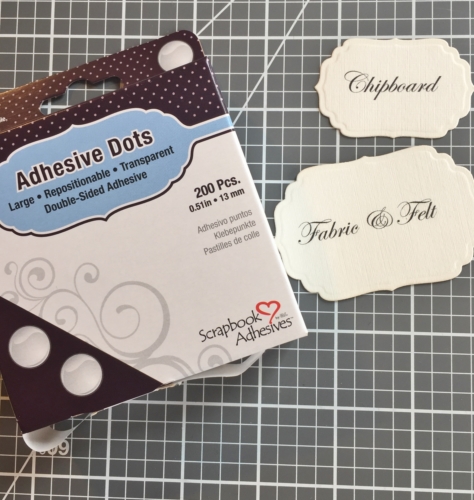 Adhesive Dots
Large • Repositionable • Transparent
Double-Sided Adhesive
200 Pcs.
0.51in • 13 mm
Adhesivo puntos
Klebepunkte
Pastilles de colle
Scrapbook
Adhesives
Chipboard
Fabric & Felt